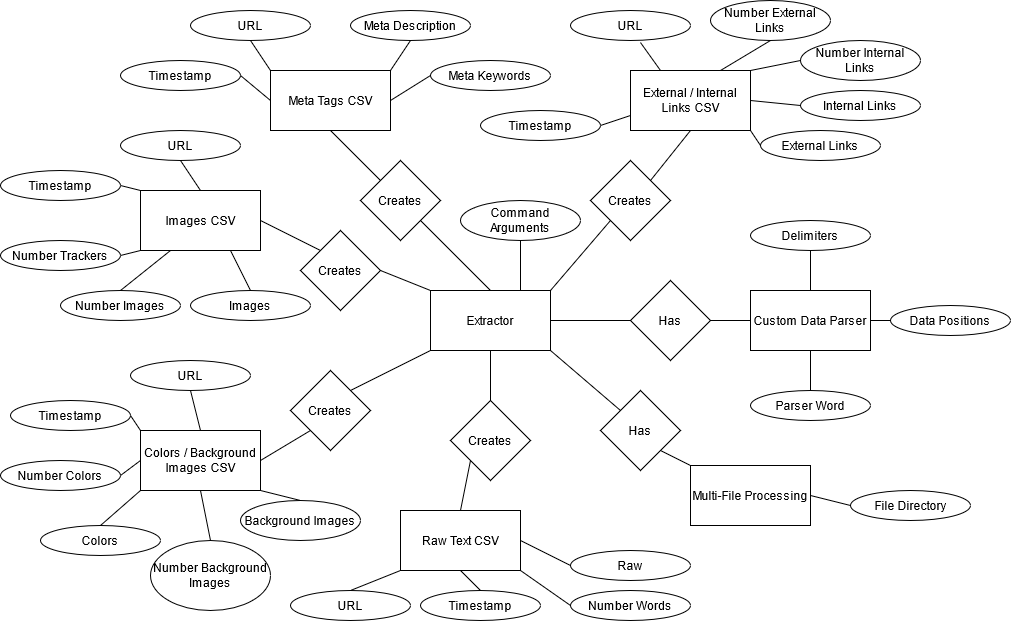 URL
Meta Description
Timestamp
Meta Keywords
Meta Tags CSV
URL
Number External
Links
Number Internal
Links
Timestamp
External / Internal
Links CSV
Internal Links
External Links
URL
Timestamp
Images CSV
Number Trackers
Number Images
Images
Creates
Creates
Creates
Command
Arguments
Extractor
Has
Delimiters
Custom Data Parser
Data Positions
Parser Word
URL
Timestamp
Colors / Background
Images CSV
Number Colors
Colors
Number Background
Images
Background Images
Creates
Creates
Has
Multi-File Processing
File Directory
Raw Text CSV
Raw
URL
Timestamp
Number Words